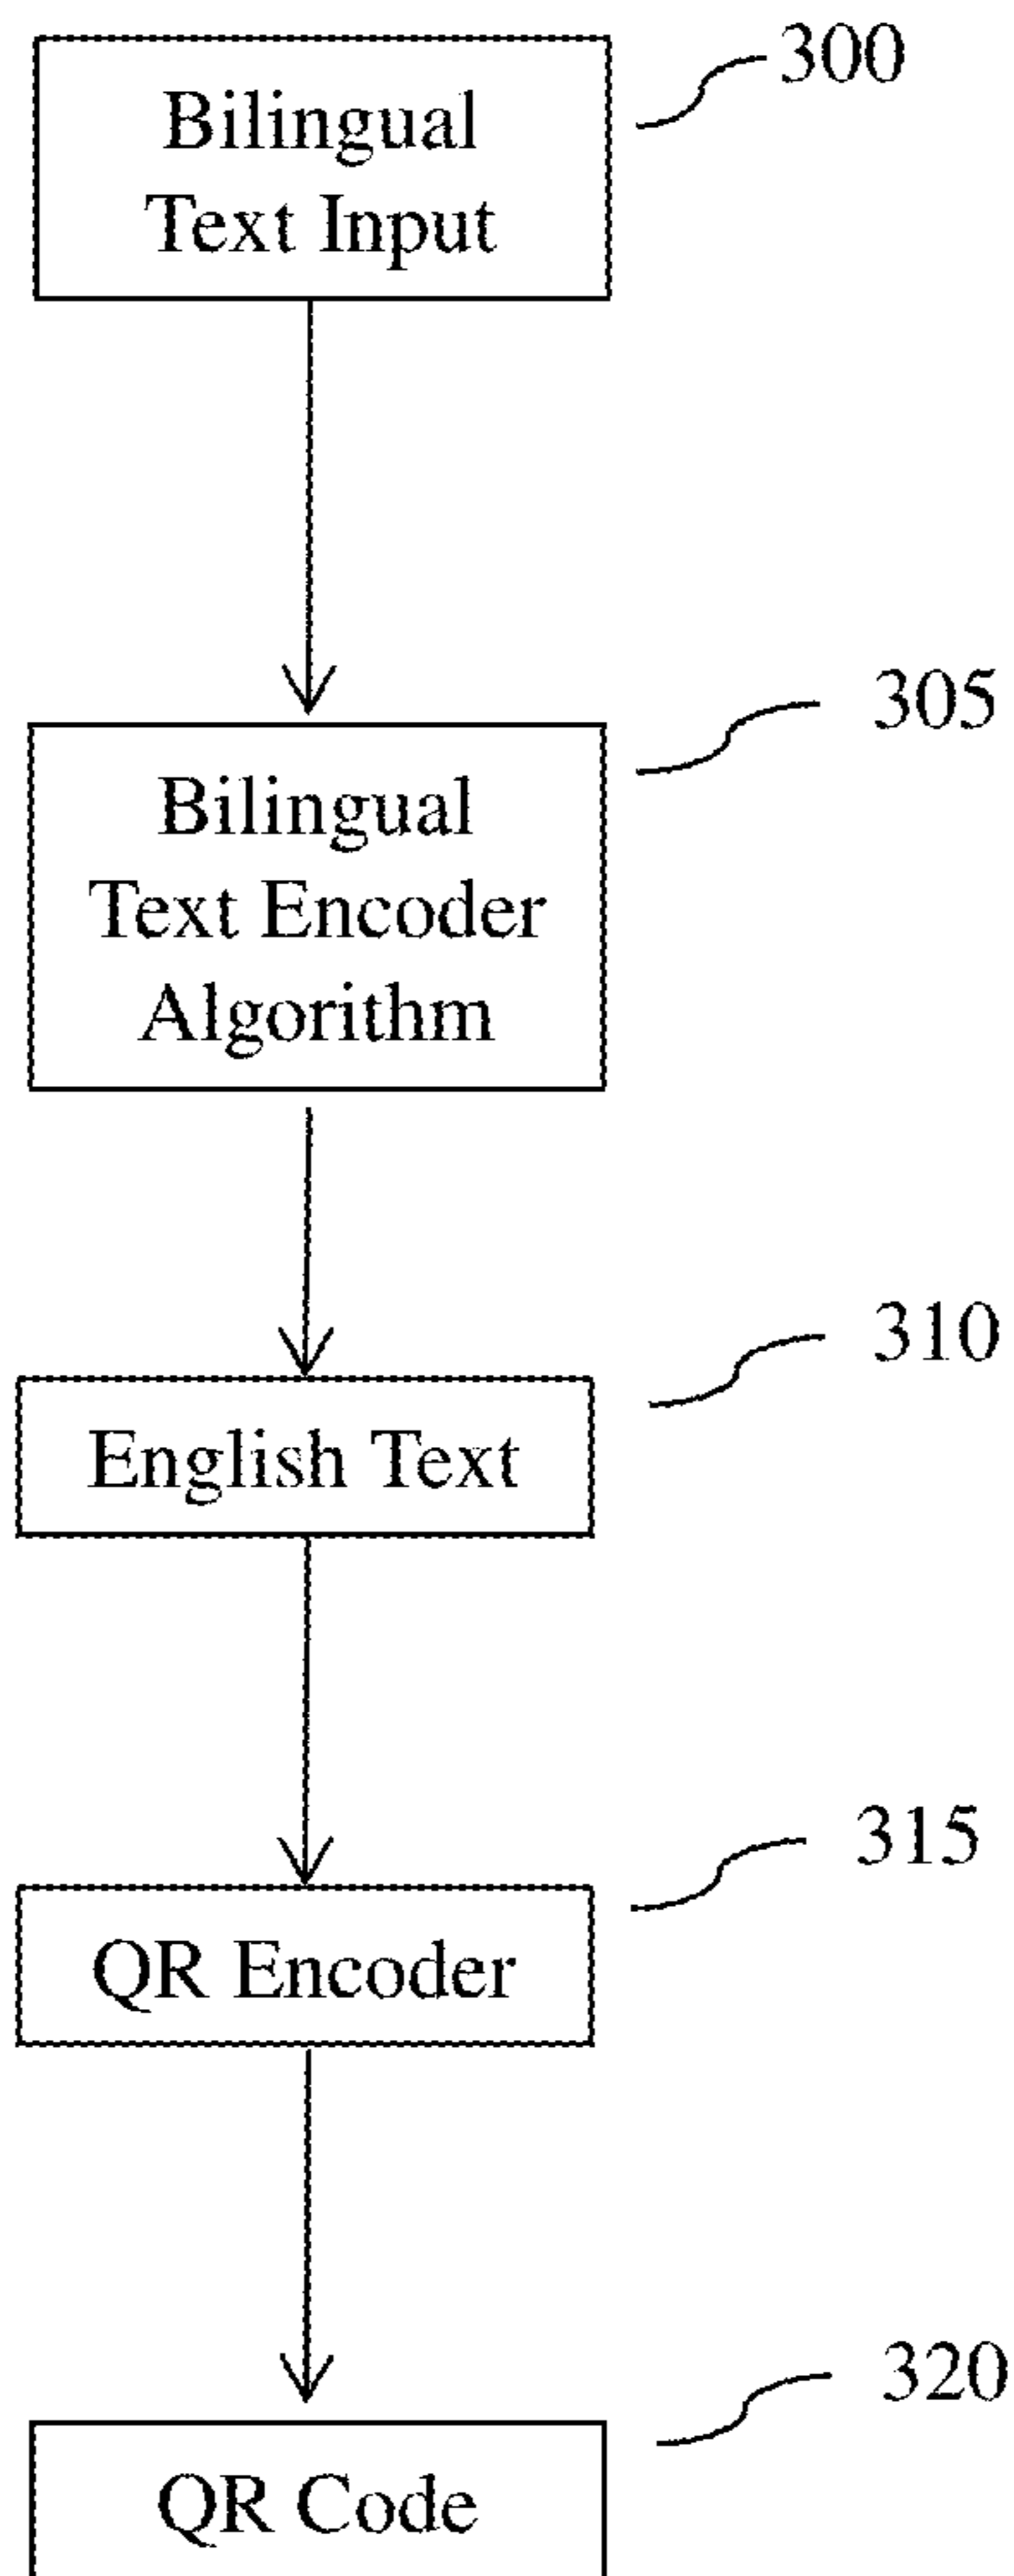 300
Bilingual
Text Input
305
Bilingual
Text Encoder
Algorithm
310
English Text
315
QR Encoder
320
QR Code